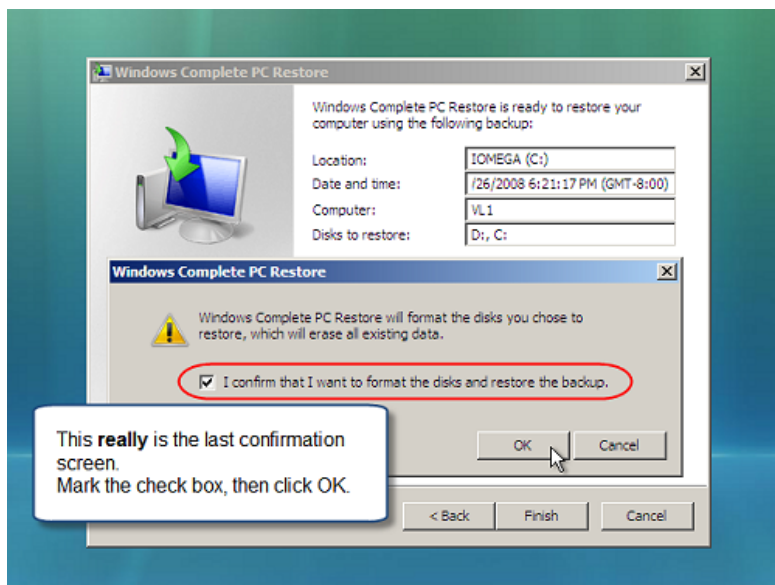 Windows Complete PC Restore
Windows Complete PC Restore is ready to restore your
computer using the following backup:
Location: IOMEGA (C:)
Date and time: /26/2008 6:21:17 PM (GMT-8:00)
Computer: VL1
Disks to restore: D:, C:
Windows Complete PC Restore
Windows Complete PC Restore will format the disks you chose to
restore, which will erase all existing data.
I confirm that I want to format the disks and restore the backup.
OK Cancel
This really is the last confirmation
screen.
Mark the check box, then click OK.
< Back Finish Cancel